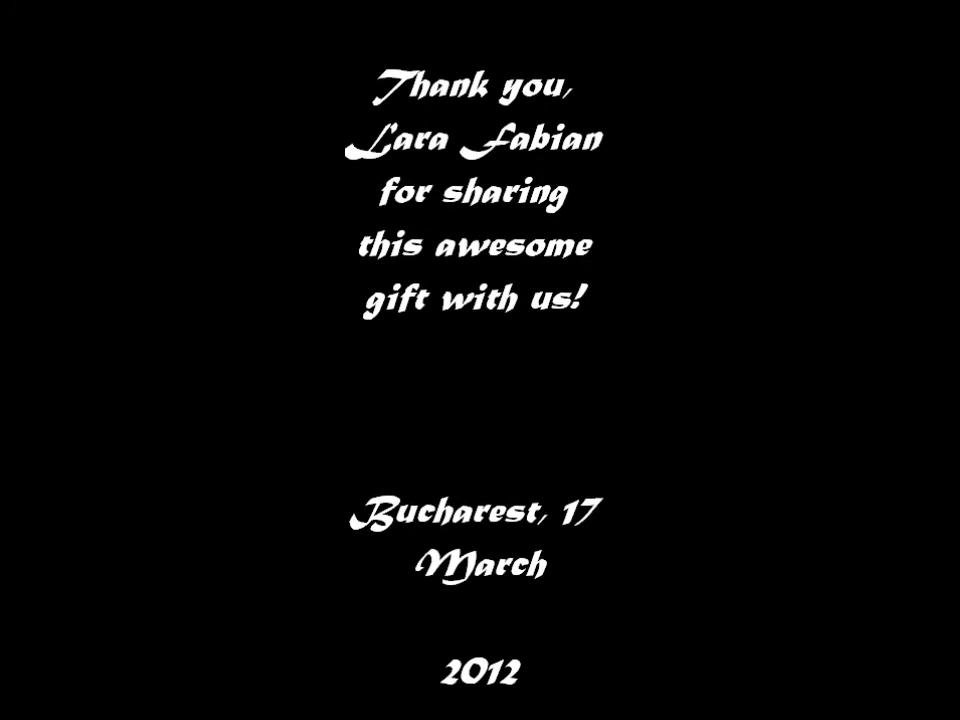 Thank you,
Lara Fabian
for sharing
this awesome
gift with us!
Bucharest, 17
March
2012